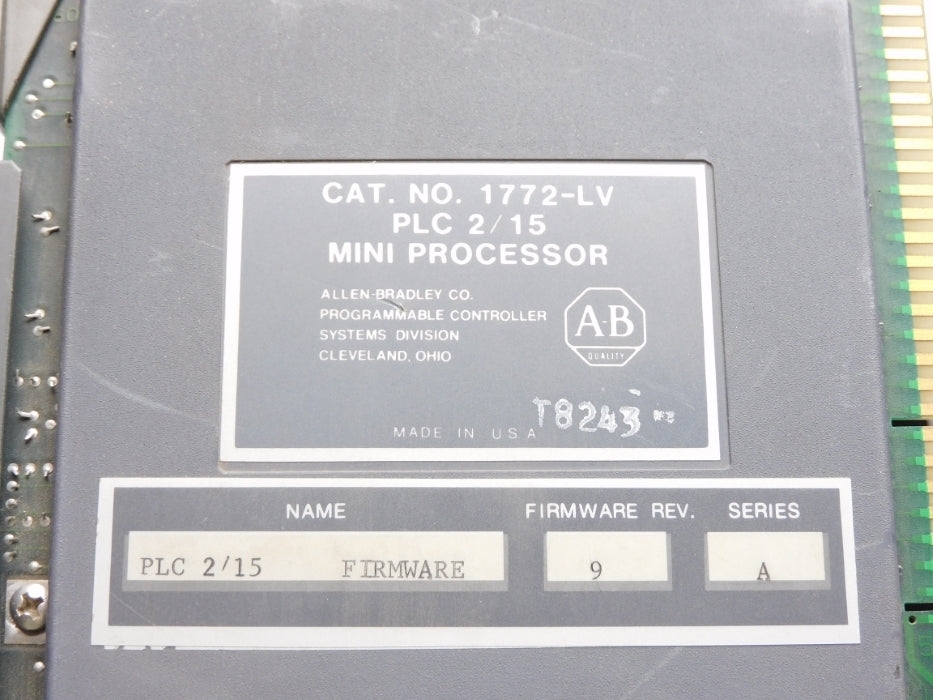 CAT. NO. 1772-LV
PLC 2/15
MINI PROCESSOR
ALLEN-BRADLEY CO.
PROGRAMMABLE CONTROLLER
SYSTEMS DIVISION
CLEVELAND, OHIO
A-B
QUALITY
T8243
MADE IN USA
NAME FIRMWARE REV. SERIES
PLC 2/15 FIRMWARE 9 A